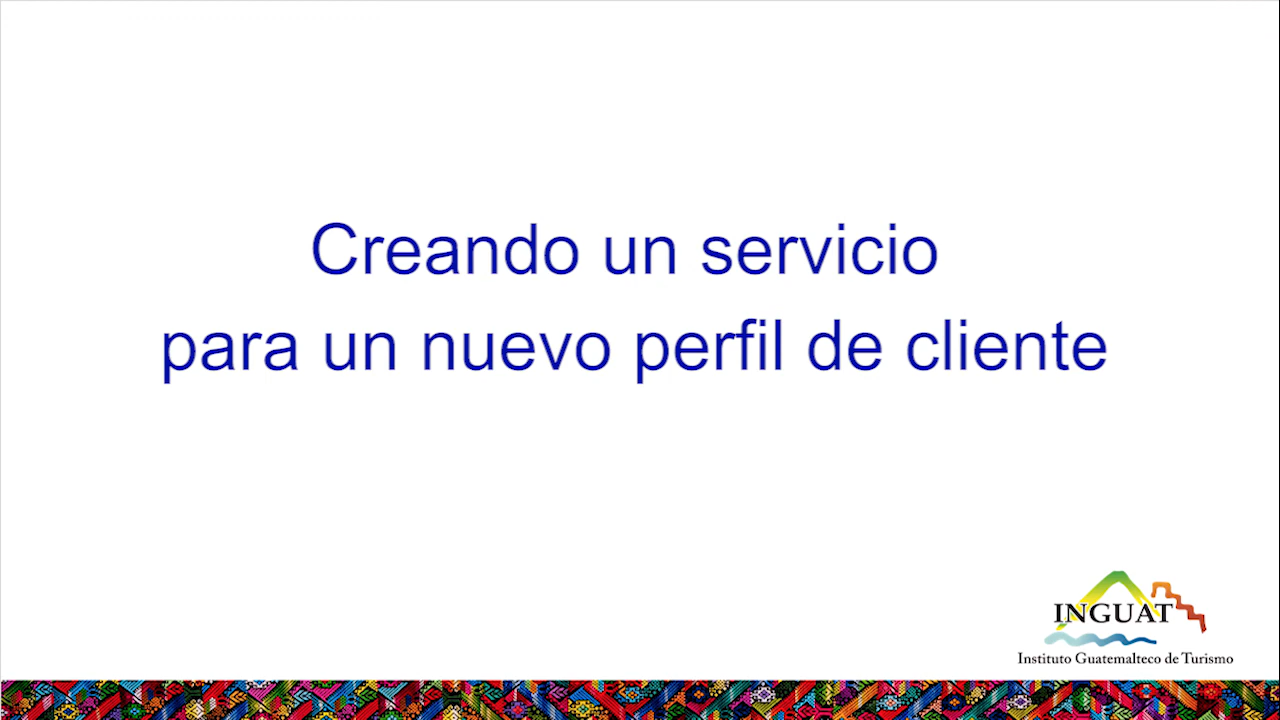 Creando un servicio
para un nuevo perfil de cliente
INGUAT
Instituto Guatemalteco de Turismo